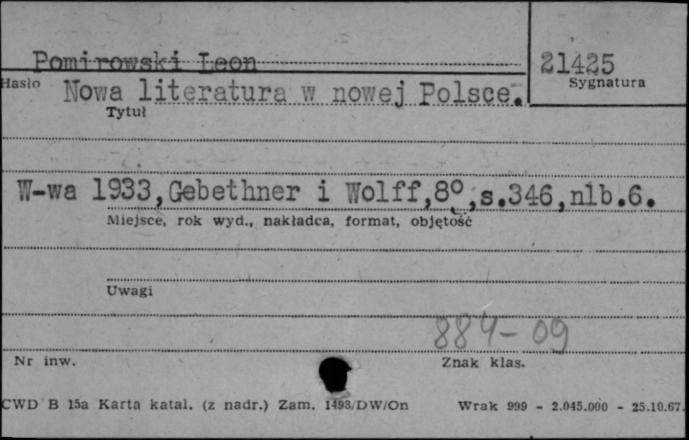 Pomirowski Leon
21425
Hasło
Sygnatura
Nowa literatura w nowej Polsce.
Tytuł
W-wa 1933,Gebethner i Wolff,8º,s.346,nlb.6.
Miejsce, rok wyd., nakładca, format, objętość
Uwagi
884-09
Nr inw.
Znak klas.
CWD B 15a Karta katal. (z nadr.) Zam. 1493/DW/On Wrak 999 - 2.045.000 - 25.10.67.